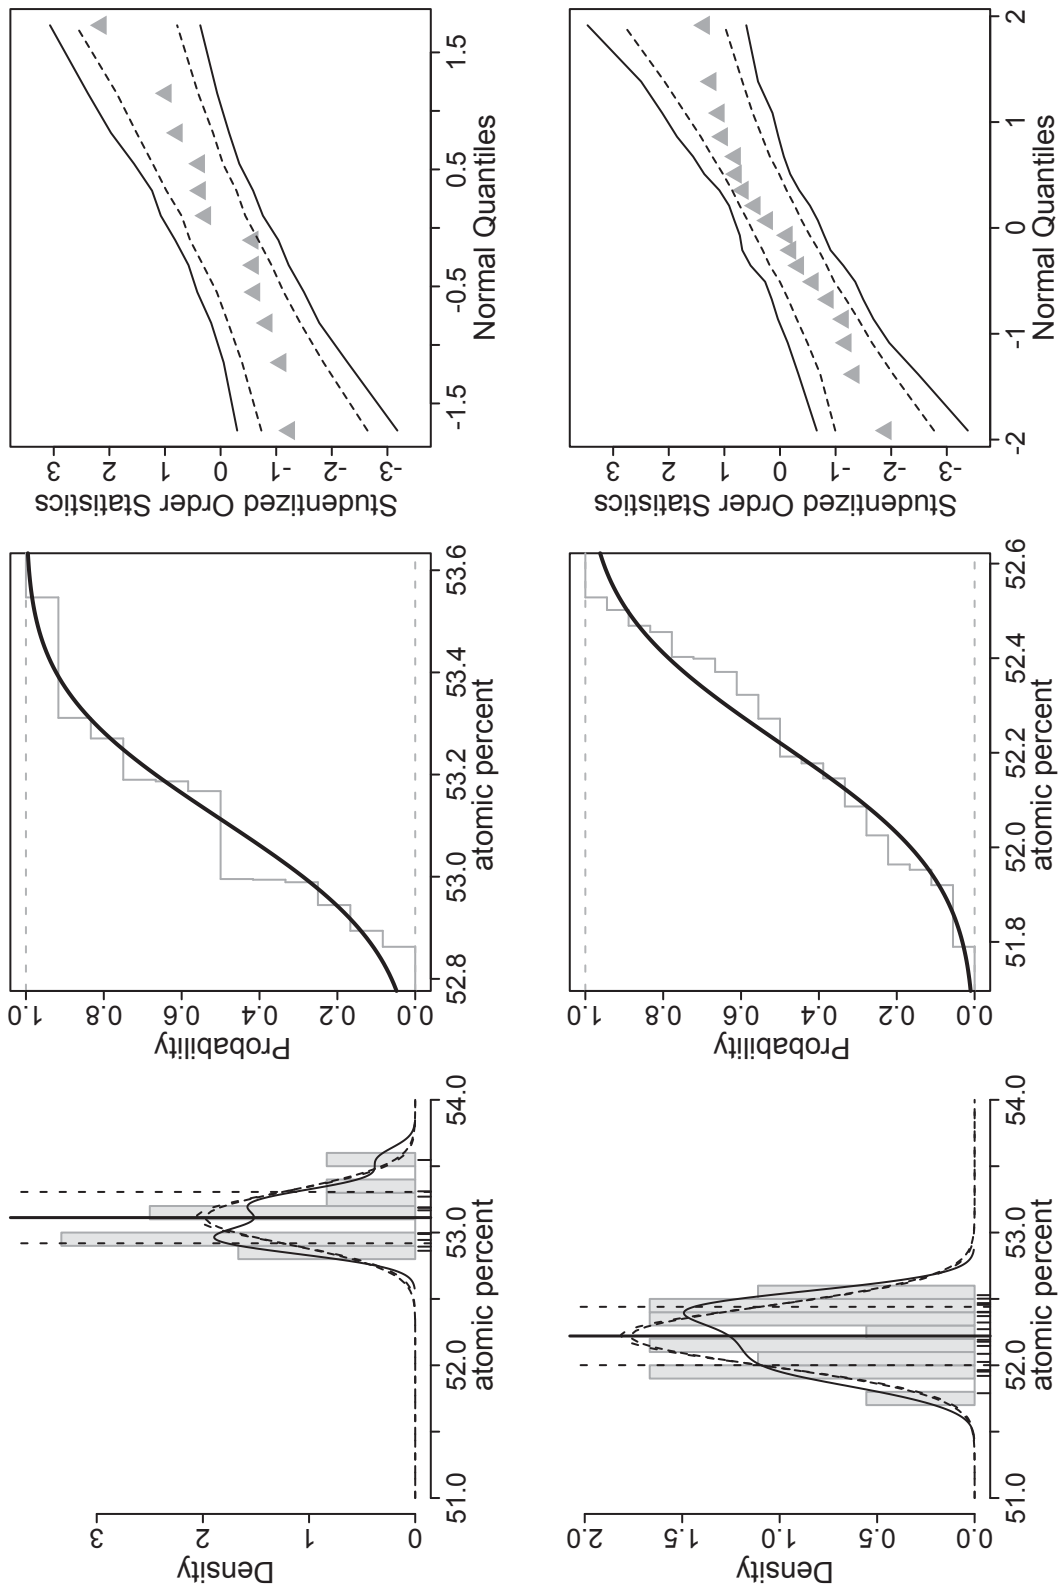 Density
3
2
1
0
51.0 52.0 53.0 54.0
atomic percent
Probability
1.0
0.8
0.6
0.4
0.2
0.0
52.8 53.0 53.2 53.4 53.6
atomic percent
Studentized Order Statistics
3
2
1
0
-1
-2
-3
-1.5 -0.5 0.5 1.5
Normal Quantiles
Density
2.0
1.5
1.0
0.5
0.0
51.0 52.0 53.0 54.0
atomic percent
Probability
1.0
0.8
0.6
0.4
0.2
0.0
51.8 52.0 52.2 52.4 52.6
atomic percent
Studentized Order Statistics
3
2
1
0
-1
-2
-3
-2 -1 0 1 2
Normal Quantiles